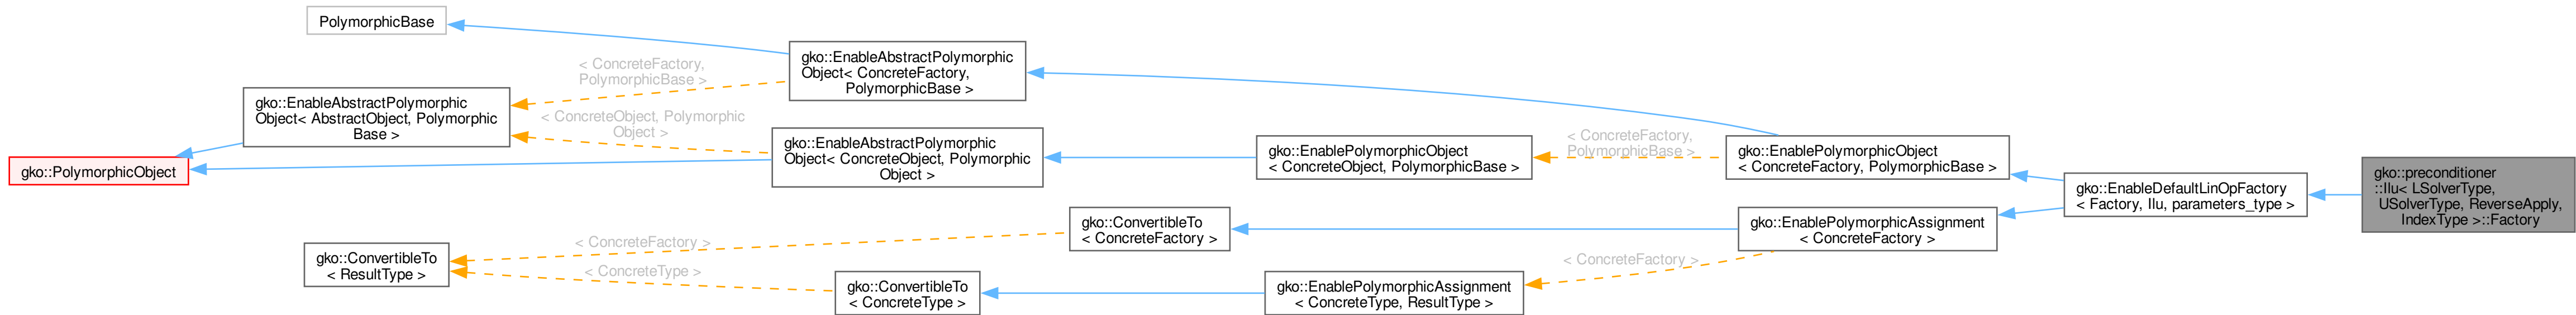 PolymorphicBase
gko::EnableAbstractPolymorphic
Object< ConcreteFactory,
PolymorphicBase >
< ConcreteFactory,
PolymorphicBase >
gko::EnableAbstractPolymorphic
Object< AbstractObject, Polymorphic
Base >
< ConcreteObject, Polymorphic
Object >
gko::PolymorphicObject
gko::EnableAbstractPolymorphic
Object< ConcreteObject, Polymorphic
Object >
gko::EnablePolymorphicObject
< ConcreteObject, PolymorphicBase >
< ConcreteFactory,
PolymorphicBase >
gko::EnablePolymorphicObject
< ConcreteFactory, PolymorphicBase >
gko::EnableDefaultLinOpFactory
< Factory, Ilu, parameters_type >
gko::preconditioner
::Ilu< LSolverType,
USolverType, ReverseApply,
IndexType >::Factory
gko::ConvertibleTo
< ConcreteFactory >
gko::EnablePolymorphicAssignment
< ConcreteFactory >
< ConcreteFactory >
gko::ConvertibleTo
< ResultType >
< ConcreteType >
gko::ConvertibleTo
< ConcreteType >
gko::EnablePolymorphicAssignment
< ConcreteType, ResultType >
< ConcreteFactory >